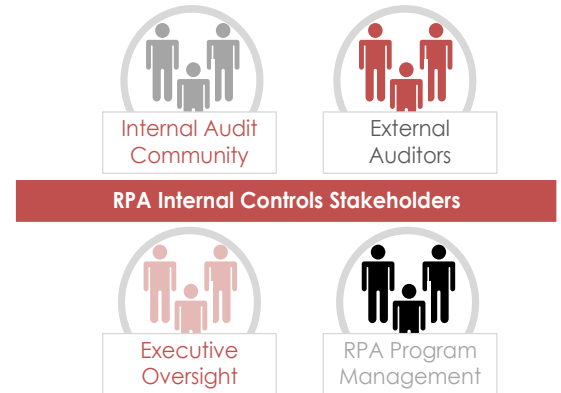 Internal Audit
Community
External
Auditors
RPA Internal Controls Stakeholders
Executive
Oversight
RPA Program
Management